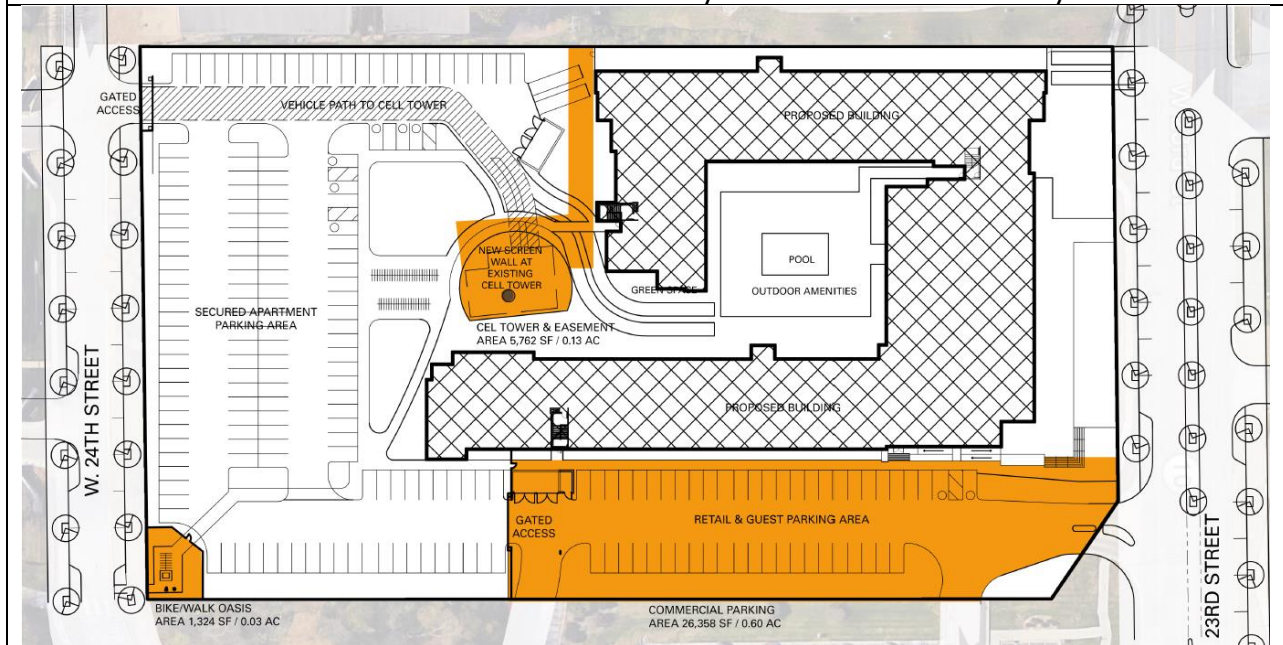 GATED
ACCESS
VEHICLE PATH TO CELL TOWER
PROPOSED BUILDING
NEW SCREEN
WALL AT
EXISTING
CELL TOWER
POOL
GREEN SPACE
OUTDOOR AMENITIES
SECURED APARTMENT
PARKING AREA
CEL TOWER & EASEMENT
AREA 5,762 SF / 0.13 AC
W. 24TH STREET
PROPOSED BUILDING
GATED
ACCESS
RETAIL & GUEST PARKING AREA
23RD STREET
BIKE/WALK OASIS
AREA 1,324 SF / 0.03 AC
COMMERCIAL PARKING
AREA 26,358 SF / 0.60 AC